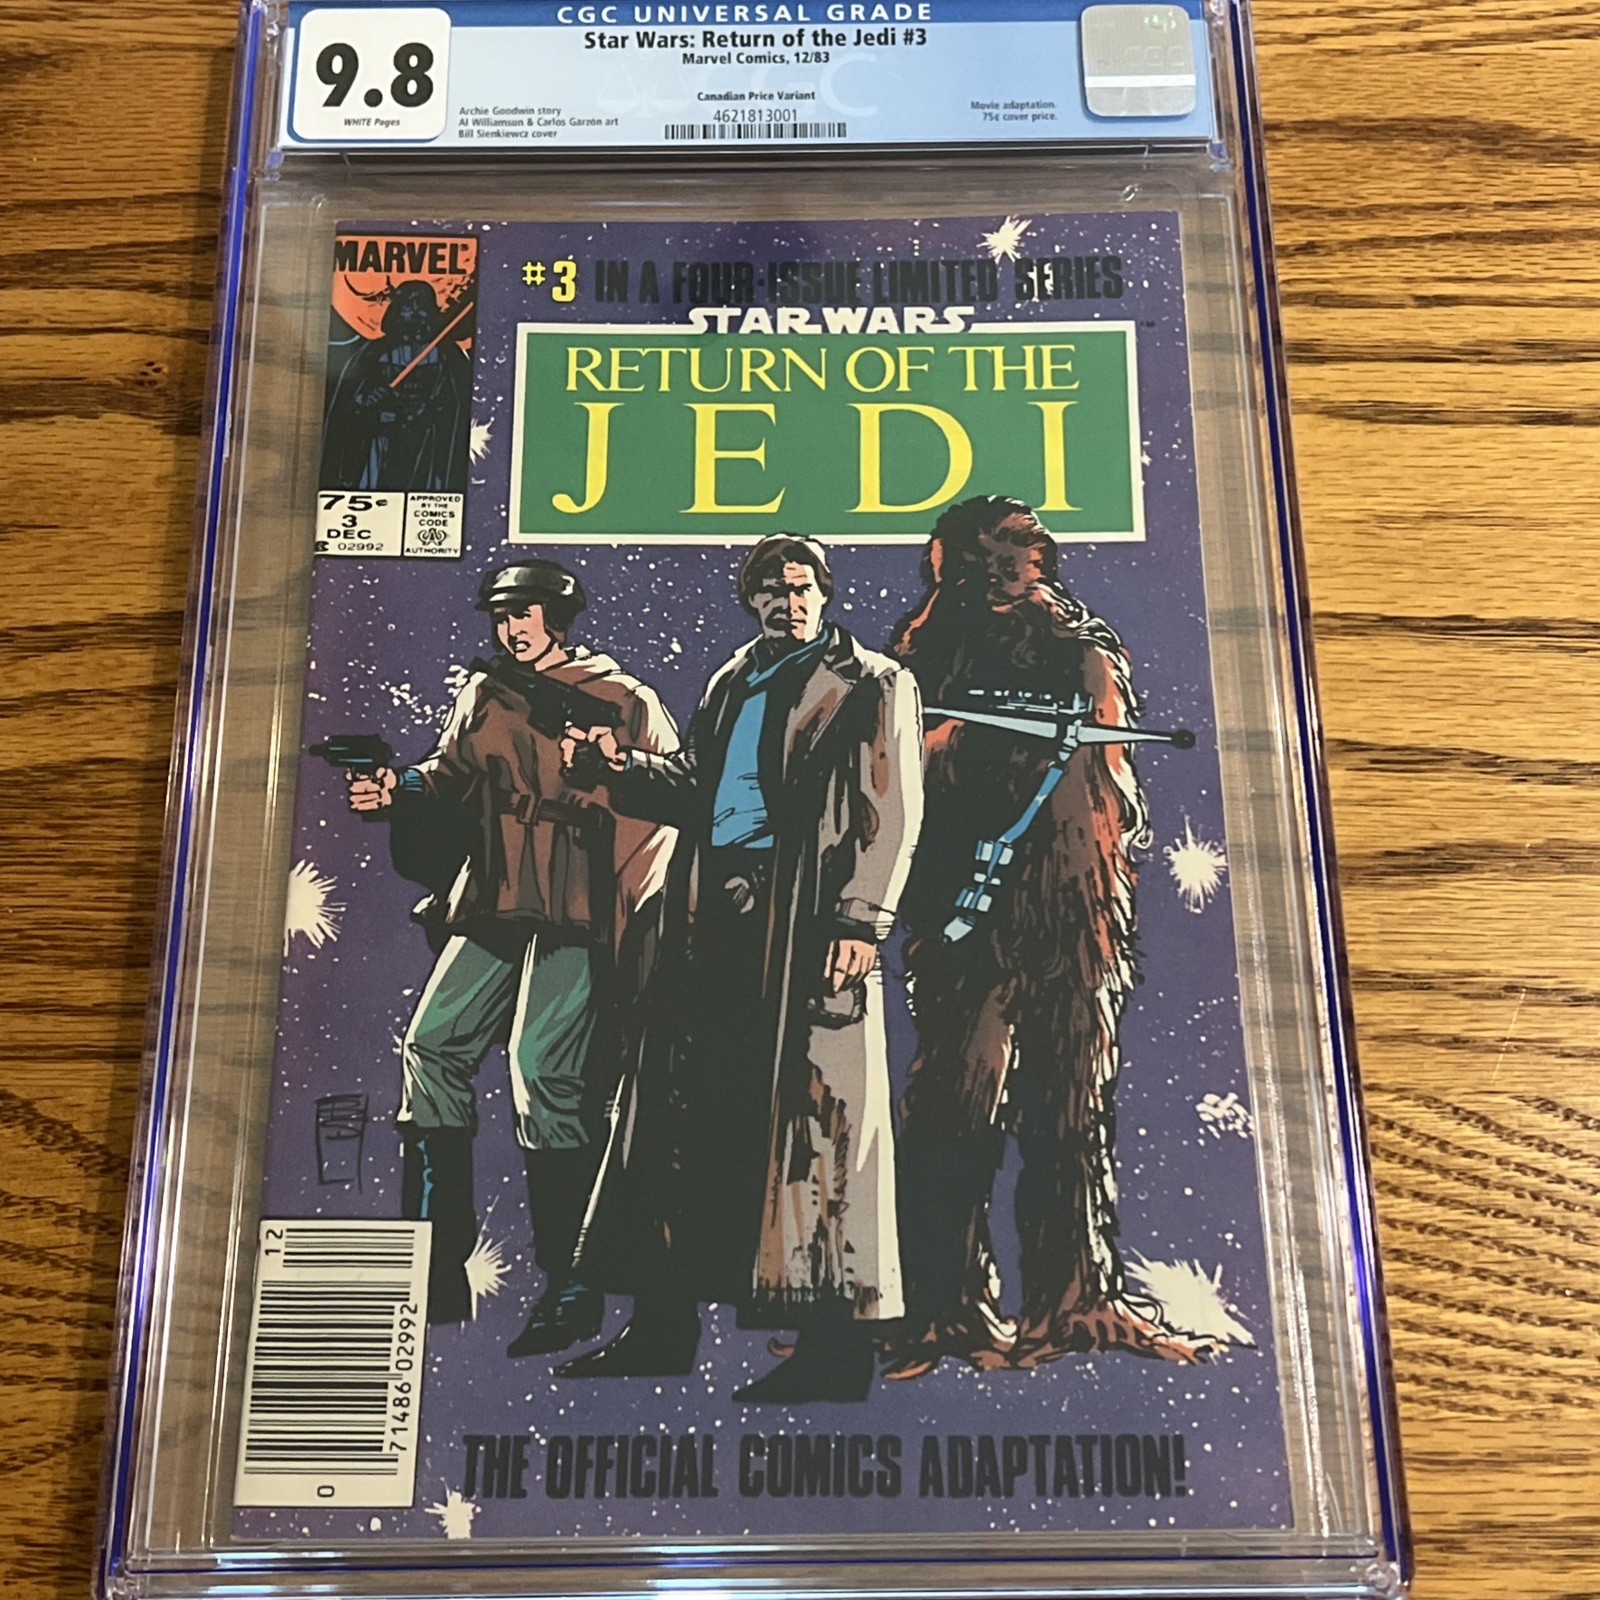 CGC UNIVERSAL GRADE
9.8
WHITE Pages
Star Wars: Return of the Jedi #3
Marvel Comics, 12/83
Canadian Price Variant
4621813001
Archie Goodwin story
Al Williamson & Carlos Garzón art
Bill Sienkiewcz cover
Movie adaptation.
75¢ cover price.
CGC
MARVEL
#3 IN A FOUR-ISSUE LIMITED SERIES
STAR WARS
TM
RETURN OF THE
JEDI
75¢
3
DEC
02992
APPROVED
BY THE
COMICS
CODE
AUTHORITY
12
71486 02992
0
THE OFFICIAL COMICS ADAPTATION!